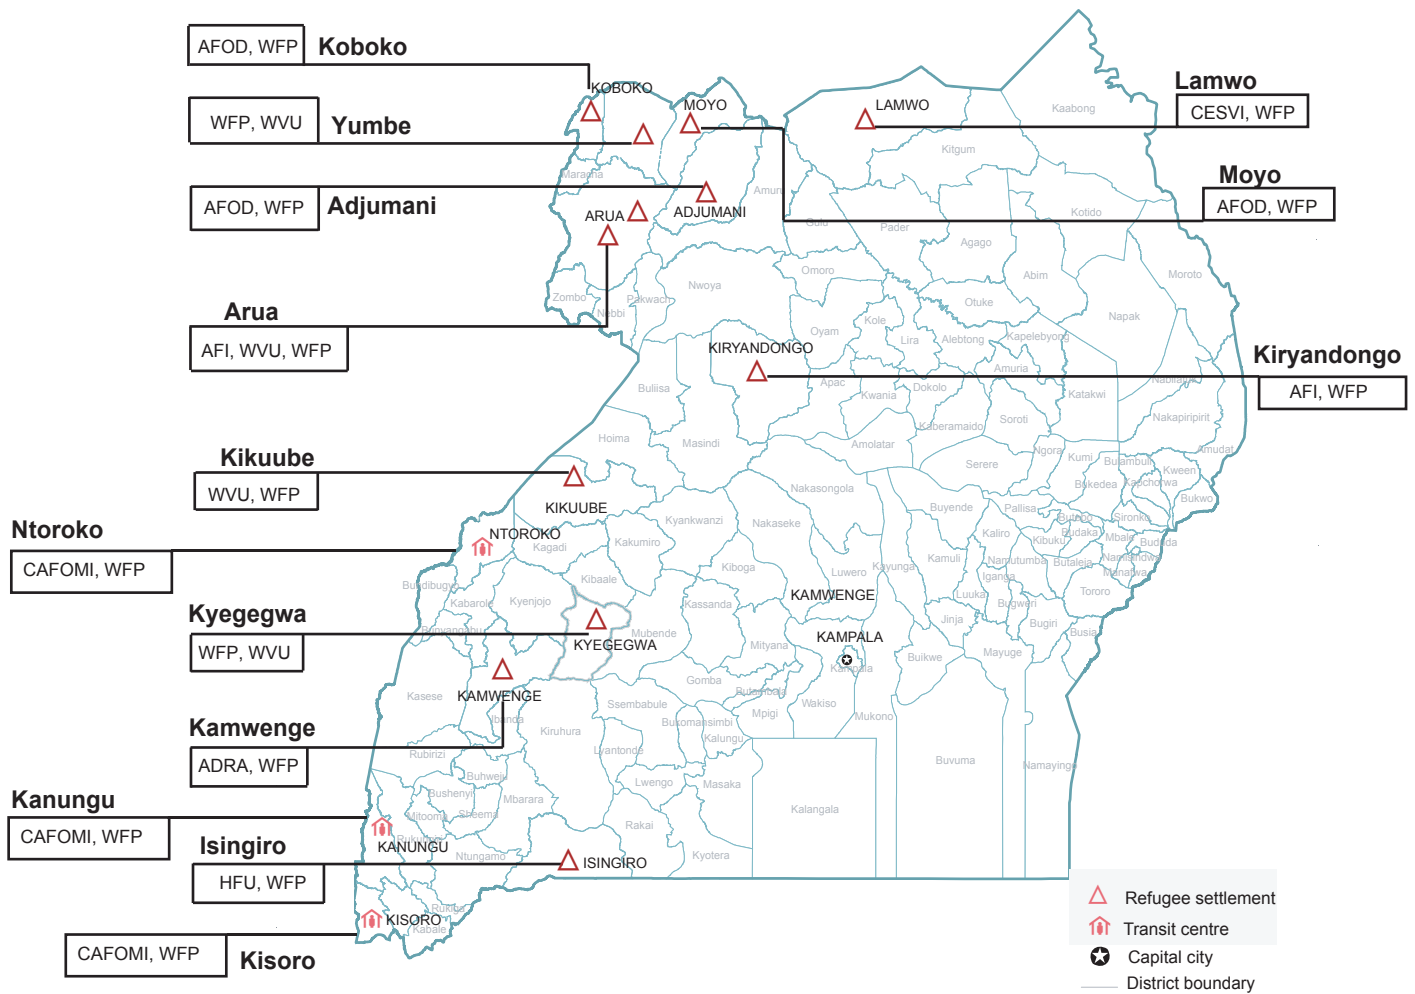 AFOD, WFP
Koboko
WFP, WVU
Yumbe
AFOD, WFP
Adjumani
Arua
AFI, WVU, WFP
Kikuube
WVU, WFP
Ntoroko
CAFOMI, WFP
Kyegegwa
WFP, WVU
Kamwenge
ADRA, WFP
Kanungu
CAFOMI, WFP
Isingiro
HFU, WFP
CAFOMI, WFP
Kisoro
Lamwo
CESVI, WFP
Moyo
AFOD, WFP
Kiryandongo
AFI, WFP
KOBOKO
MOYO
LAMWO
Kaabong
Kitgum
Maracha
Amuru
ARUA
ADJUMANI
Gulu
Pader
Kotido
Agago
Omoro
Abim
Moroto
Zombo
Nebbi
Pakwach
Nwoya
Otuke
Napak
Oyam
Kole
Lira
Alebtong
Kapelebyong
KIRYANDONGO
Buliisa
Apac
Kwania
Dokolo
Amuria
Katakwi
Nabilatuk
Nakapiripirit
Kaberamaido
Soroti
Hoima
Masindi
Amolatar
Serere
Ngora
Kumi
Bulambuli
Amudat
Kween
Bukedea
Kapchorwa
Bukwo
KIKUUBE
Nakasongola
Kyankwanzi
Nakaseke
Buyende
Pallisa
Butebo
Sironko
NTOROKO
Kagadi
Kakumiro
Kaliro
Kibuku
Budaka
Mbale
Bududa
Bundibugyo
Kibaale
Kiboga
Luwero
Kayunga
Kamuli
Namutumba
Butaleja
Namisindwa
Manafwa
Iganga
Kabarole
Kyenjojo
Kassanda
KAMWENGE
Luuka
Bugweri
Tororo
Bunyangabu
KYEGEGWA
Mubende
Mityana
KAMPALA
Kampala
Jinja
Bugiri
Busia
Buikwe
Mayuge
KAMWENGE
Kasese
Gomba
Butambala
Ibanda
Kiruhura
Ssembabule
Bukomansimbi
Mpigi
Wakiso
Mukono
Kalungu
Rubirizi
Lyantonde
Buvuma
Namayingo
Buhweju
Lwengo
Masaka
Bushenyi
Mbarara
Kalangala
Mitooma
Sheema
Rakai
Rukungiri
KANUNGU
Ntungamo
ISINGIRO
Kyotera
KISORO
Rukiga
Kabale
Refugee settlement
Transit centre
Capital city
District boundary